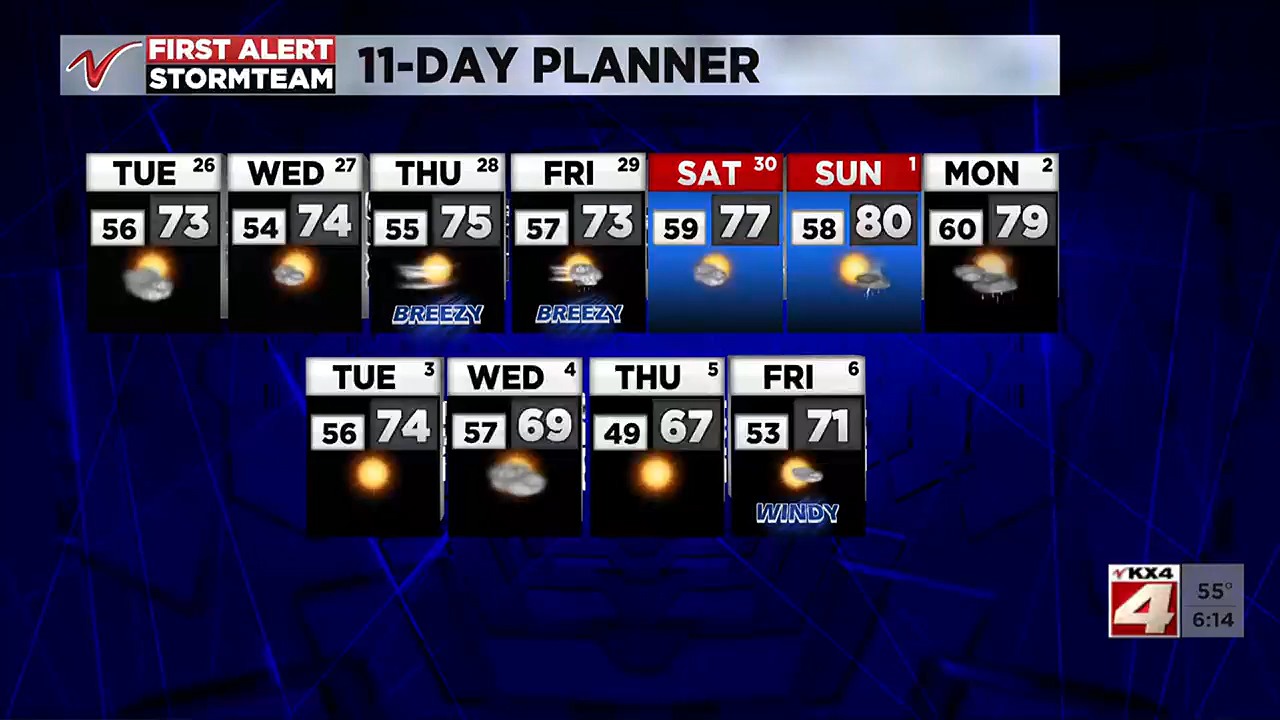 FIRST ALERT
STORMTEAM
11-DAY PLANNER
TUE 26
56 73
WED 27
54 74
THU 28
55 75
BREEZY
FRI 29
57 73
BREEZY
SAT 30
59 77
SUN 1
58 80
MON 2
60 79
TUE 3
56 74
WED 4
57 69
THU 5
49 67
FRI 6
53 71
WINDY
KX4
4
55°
6:14